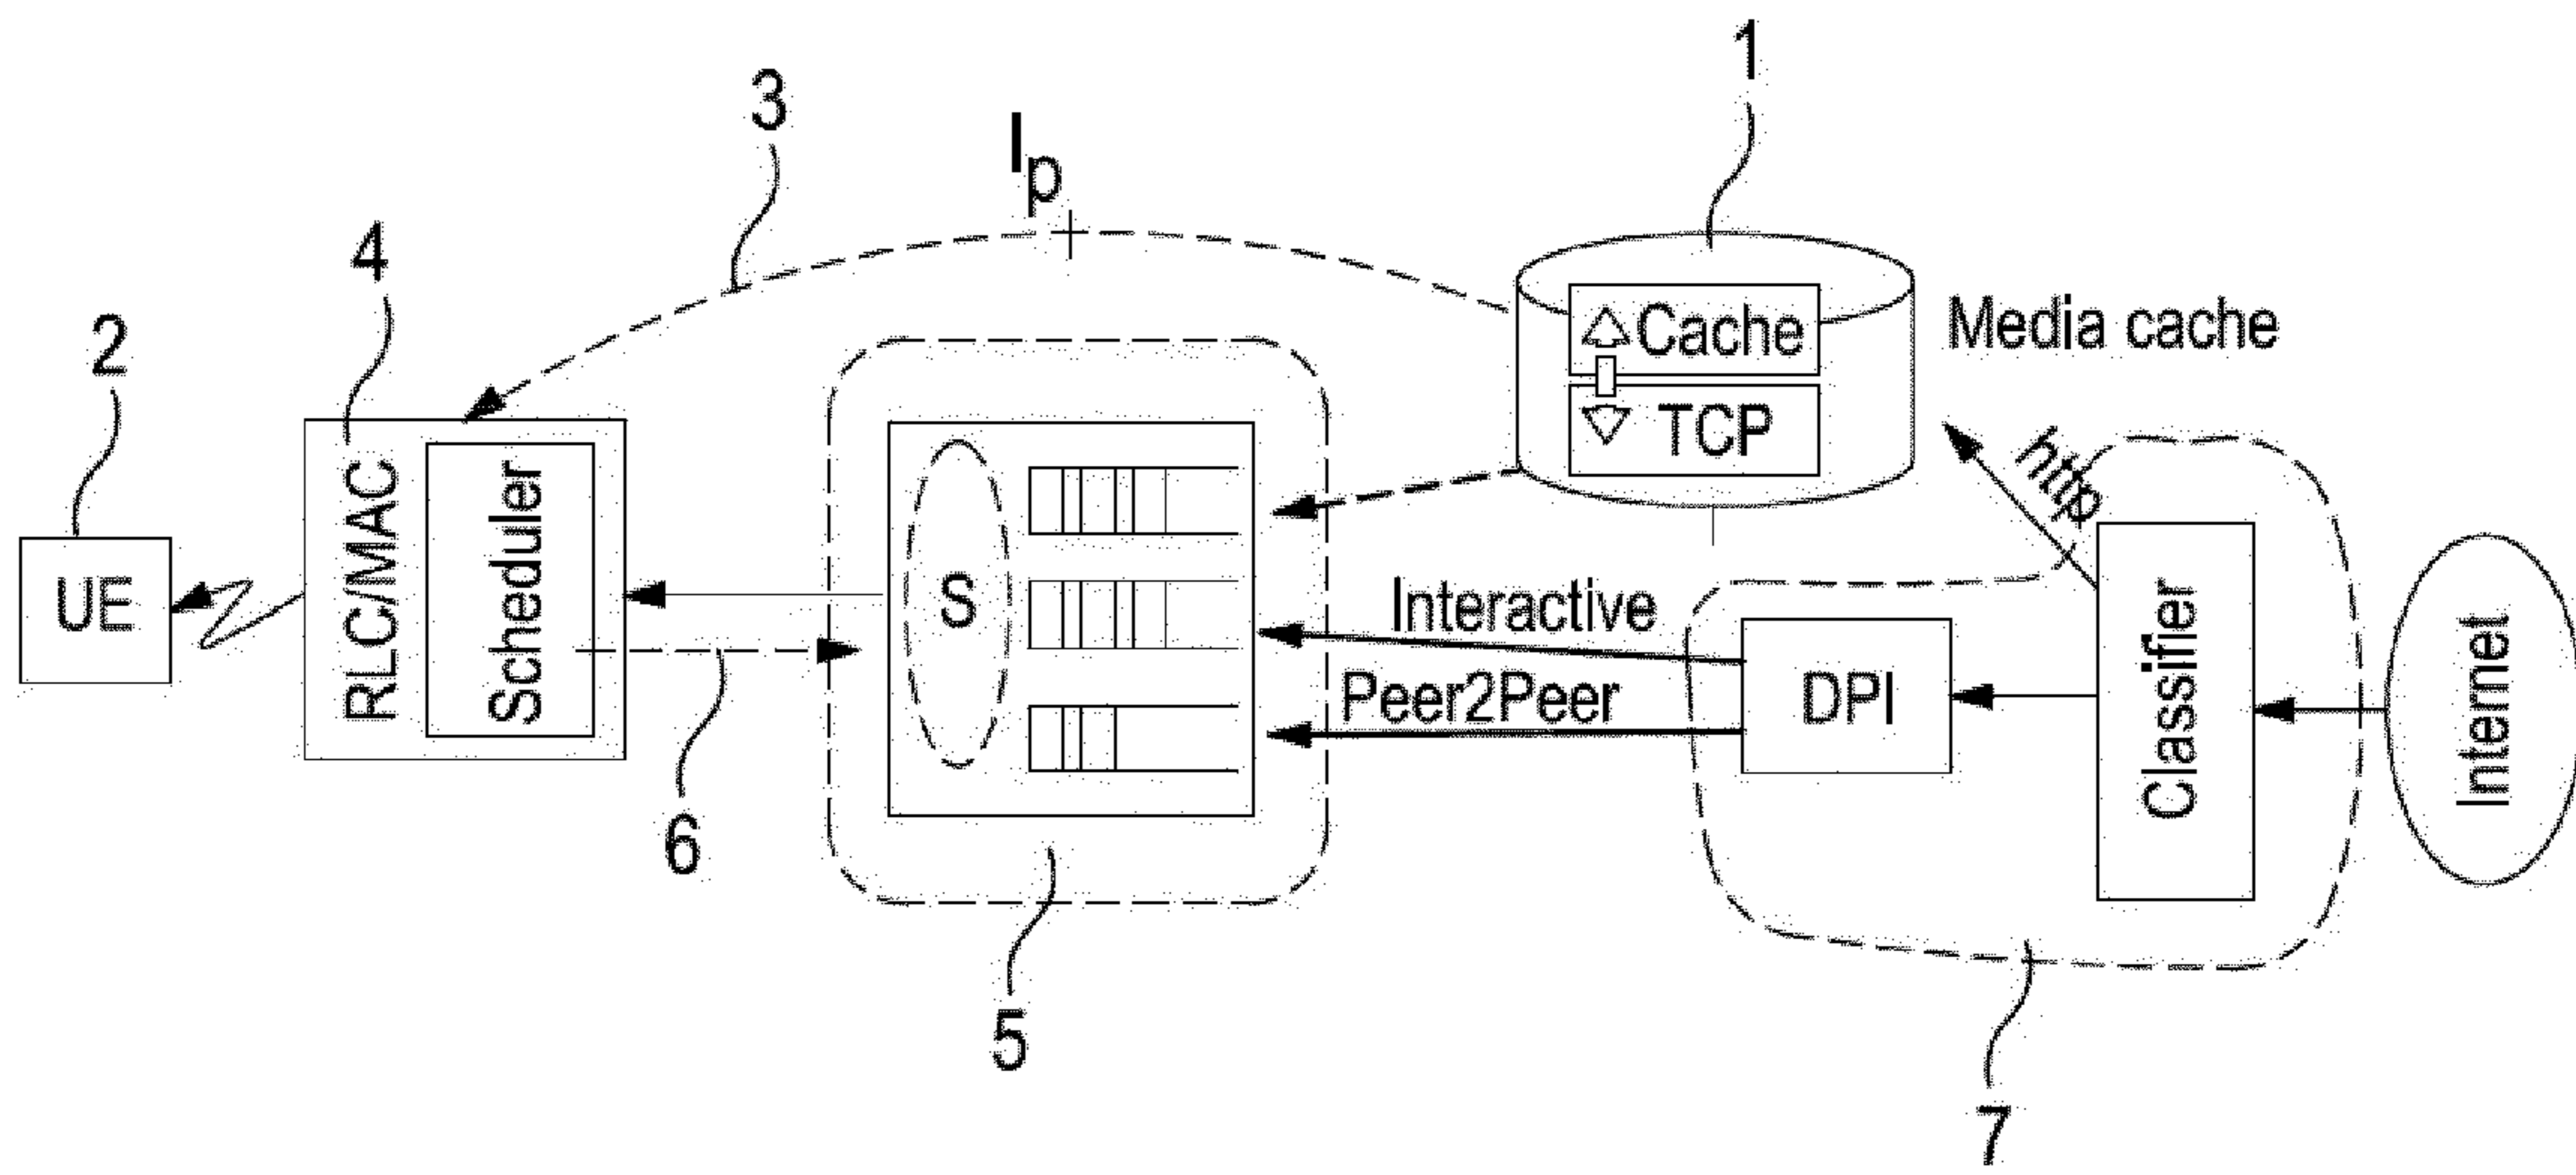 1
3
I_p
4
2
Cache
Media cache
TCP
http
UE
RLC/MAC
Scheduler
S
Interactive
Peer2Peer
DPI
Classifier
Internet
6
5
7